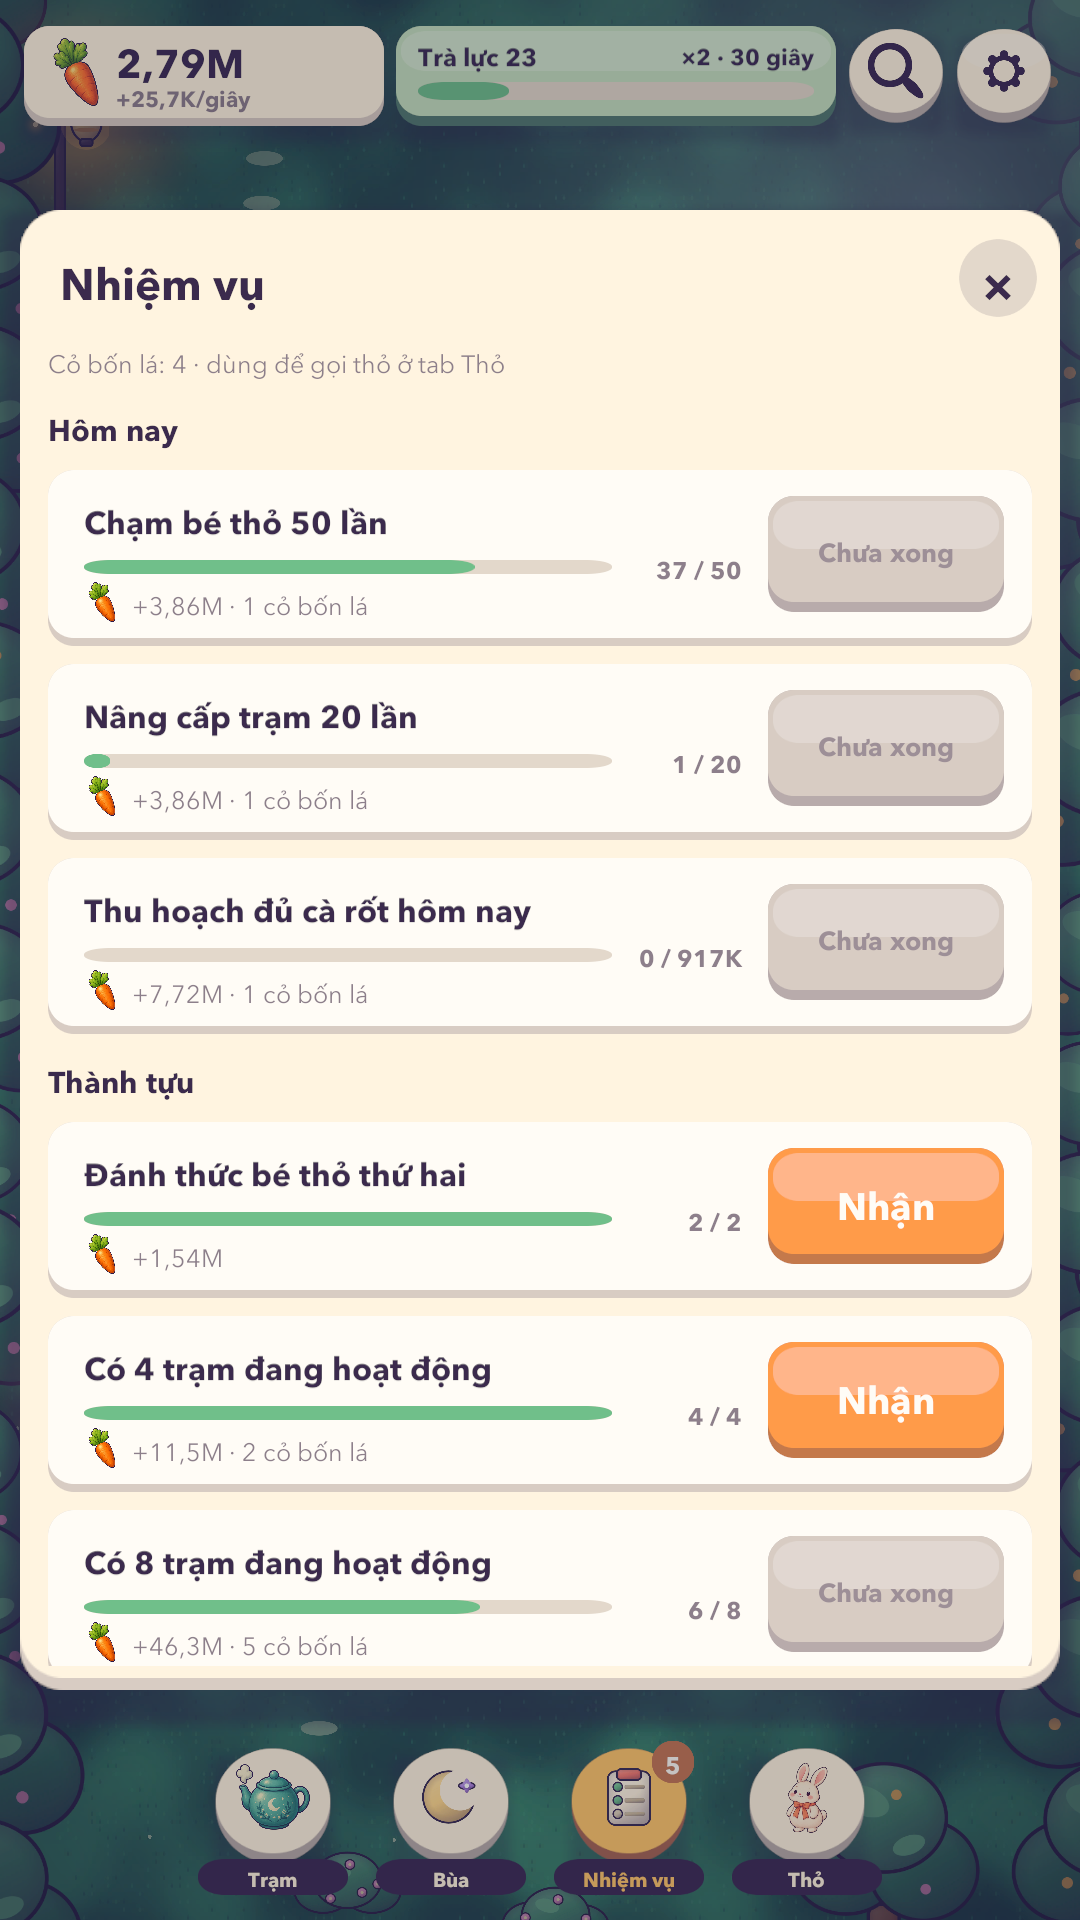 2,79M
+25,7K/giây
Trà lực 23
×2 · 30 giây
Nhiệm vụ
Cỏ bốn lá: 4 · dùng để gọi thỏ ở tab Thỏ
Hôm nay
Chạm bé thỏ 50 lần
37 / 50
Chưa xong
+3,86M · 1 cỏ bốn lá
Nâng cấp trạm 20 lần
1 / 20
Chưa xong
+3,86M · 1 cỏ bốn lá
Thu hoạch đủ cà rốt hôm nay
0 / 917K
Chưa xong
+7,72M · 1 cỏ bốn lá
Thành tựu
Đánh thức bé thỏ thứ hai
2 / 2
Nhận
+1,54M
Có 4 trạm đang hoạt động
4 / 4
Nhận
+11,5M · 2 cỏ bốn lá
Có 8 trạm đang hoạt động
6 / 8
Chưa xong
+46,3M · 5 cỏ bốn lá
5
Trạm
Bùa
Nhiệm vụ
Thỏ